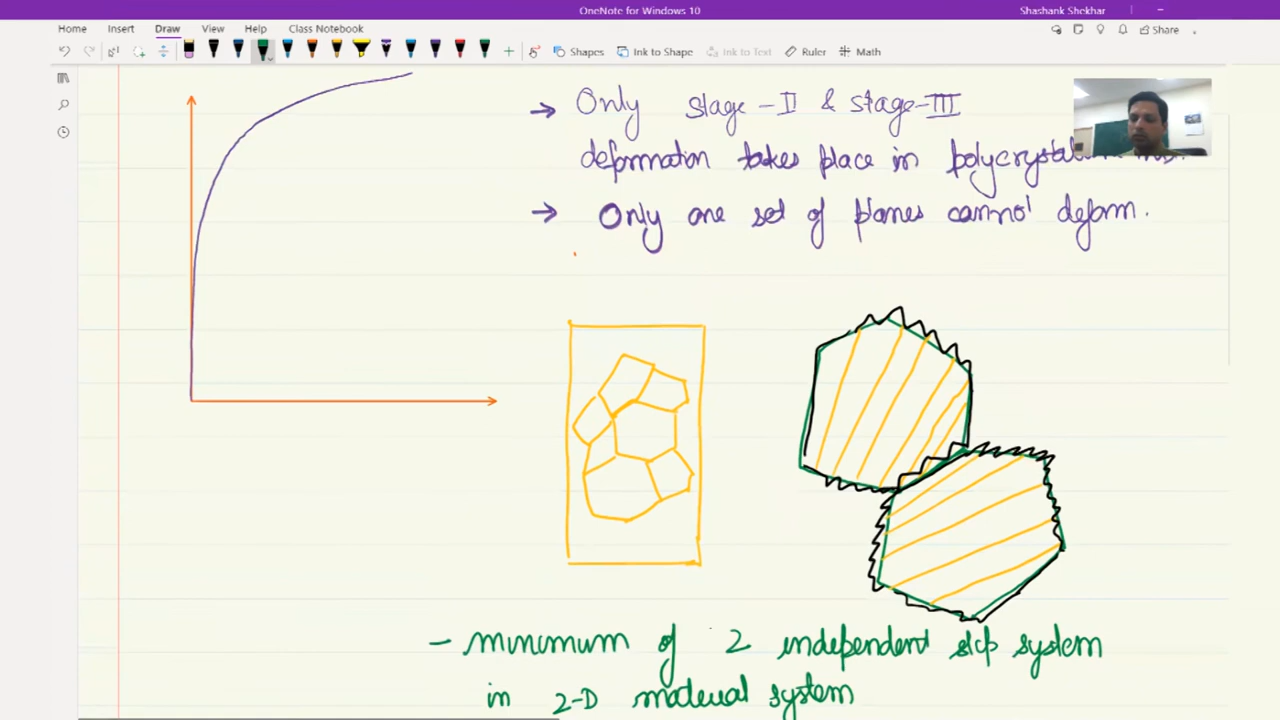 OneNote for Windows 10
Shashank Shekhar
Home Insert Draw View Help Class Notebook
Share
Shapes Ink to Shape Ink to Text Ruler Math
→ Only stage-II & stage-III
deformation takes place in
→ Only one set of planes cannot deform.
- minimum of 2 independent slip system
in 2-D material system